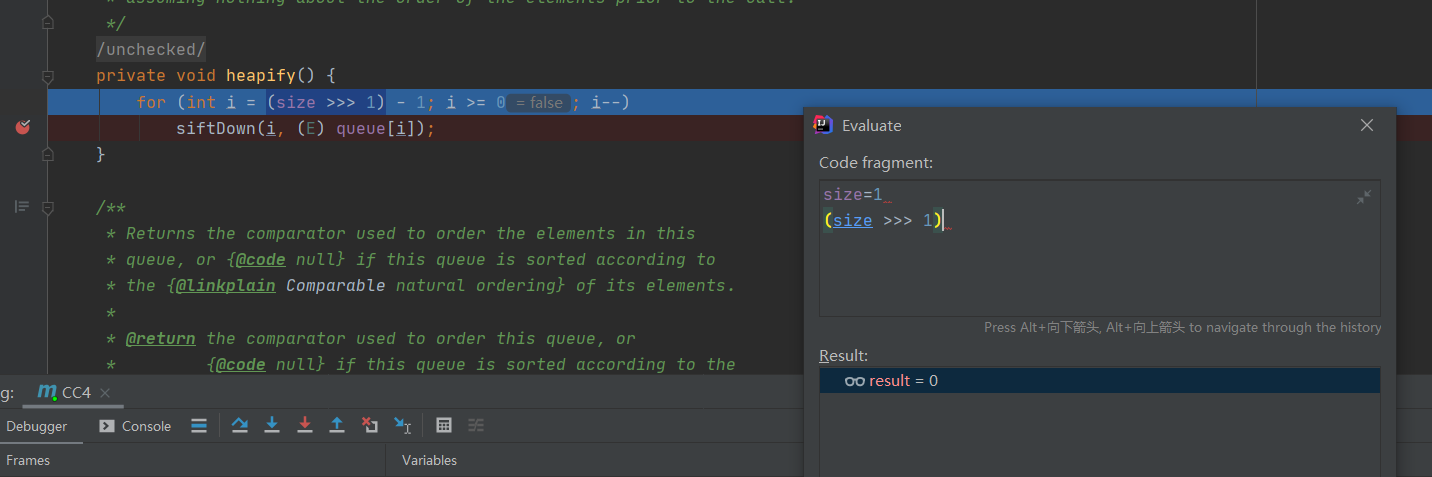 * assuming nothing about the order of the elements prior to the call.
*/
/unchecked/
private void heapify() {
for (int i = (size >>> 1) - 1; i >= 0 = false ; i--)
siftDown(i, (E) queue[i]);
}
/**
* Returns the comparator used to order the elements in this
* queue, or {@code null} if this queue is sorted according to
* the {@linkplain Comparable natural ordering} of its elements.
*
* @return the comparator used to order this queue, or
* {@code null} if this queue is sorted according to the
Evaluate
Code fragment:
size=1
(size >>> 1)
Press Alt+向下箭头, Alt+向上箭头 to navigate through the history
Result:
result = 0
g:
CC4
Debugger
Console
Frames
Variables